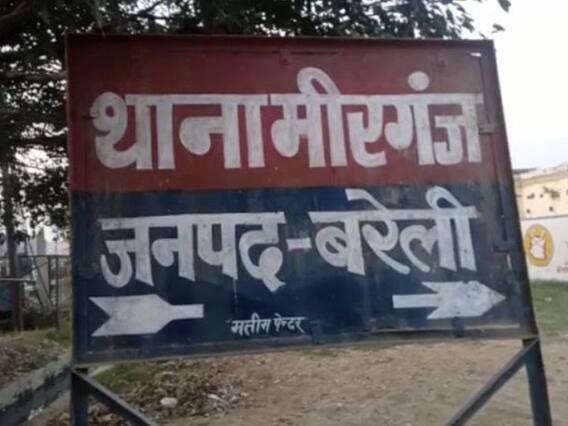 थाना मीरगंज
जनपद-बरेली
मतीन पेन्टर